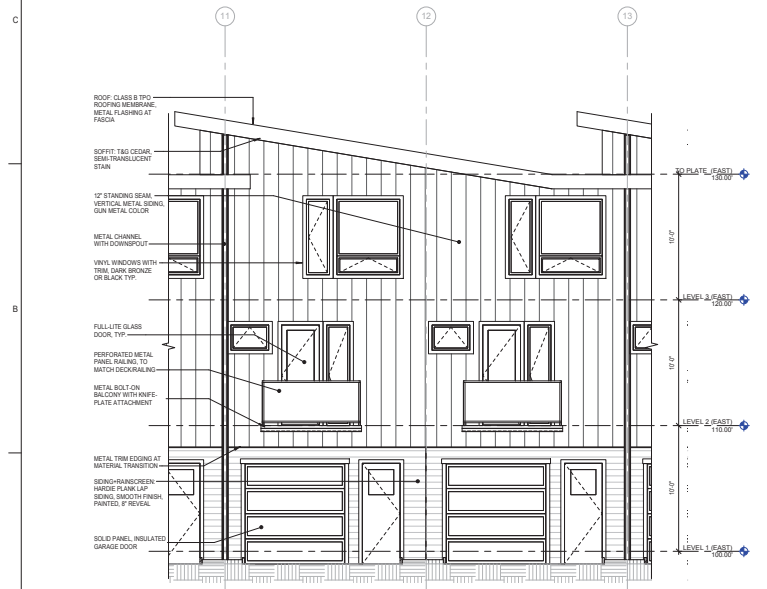 C
11
12
13
ROOF: CLASS B TPO
ROOFING MEMBRANE,
METAL FLASHING AT
FASCIA
SOFFIT: T&G CEDAR,
SEMI-TRANSLUCENT
STAIN
TO PLATE (EAST)
130.00'
12" STANDING SEAM,
VERTICAL METAL SIDING,
GUN METAL COLOR
METAL CHANNEL
WITH DOWNSPOUT
10'-0"
VINYL WINDOWS WITH
TRIM, DARK BRONZE
OR BLACK TYP.
LEVEL 3 (EAST)
120.00'
B
FULL-LITE GLASS
DOOR, TYP.
PERFORATED METAL
PANEL RAILING, TO
MATCH DECK/RAILING
10'-0"
METAL BOLT-ON
BALCONY WITH KNIFE-
PLATE ATTACHMENT
LEVEL 2 (EAST)
110.00'
METAL TRIM EDGING AT
MATERIAL TRANSITION
SIDING+RAINSCREEN:
HARDIE PLANK LAP
SIDING, SMOOTH FINISH,
PAINTED, 8" REVEAL
10'-0"
SOLID PANEL, INSULATED
GARAGE DOOR
LEVEL 1 (EAST)
100.00'